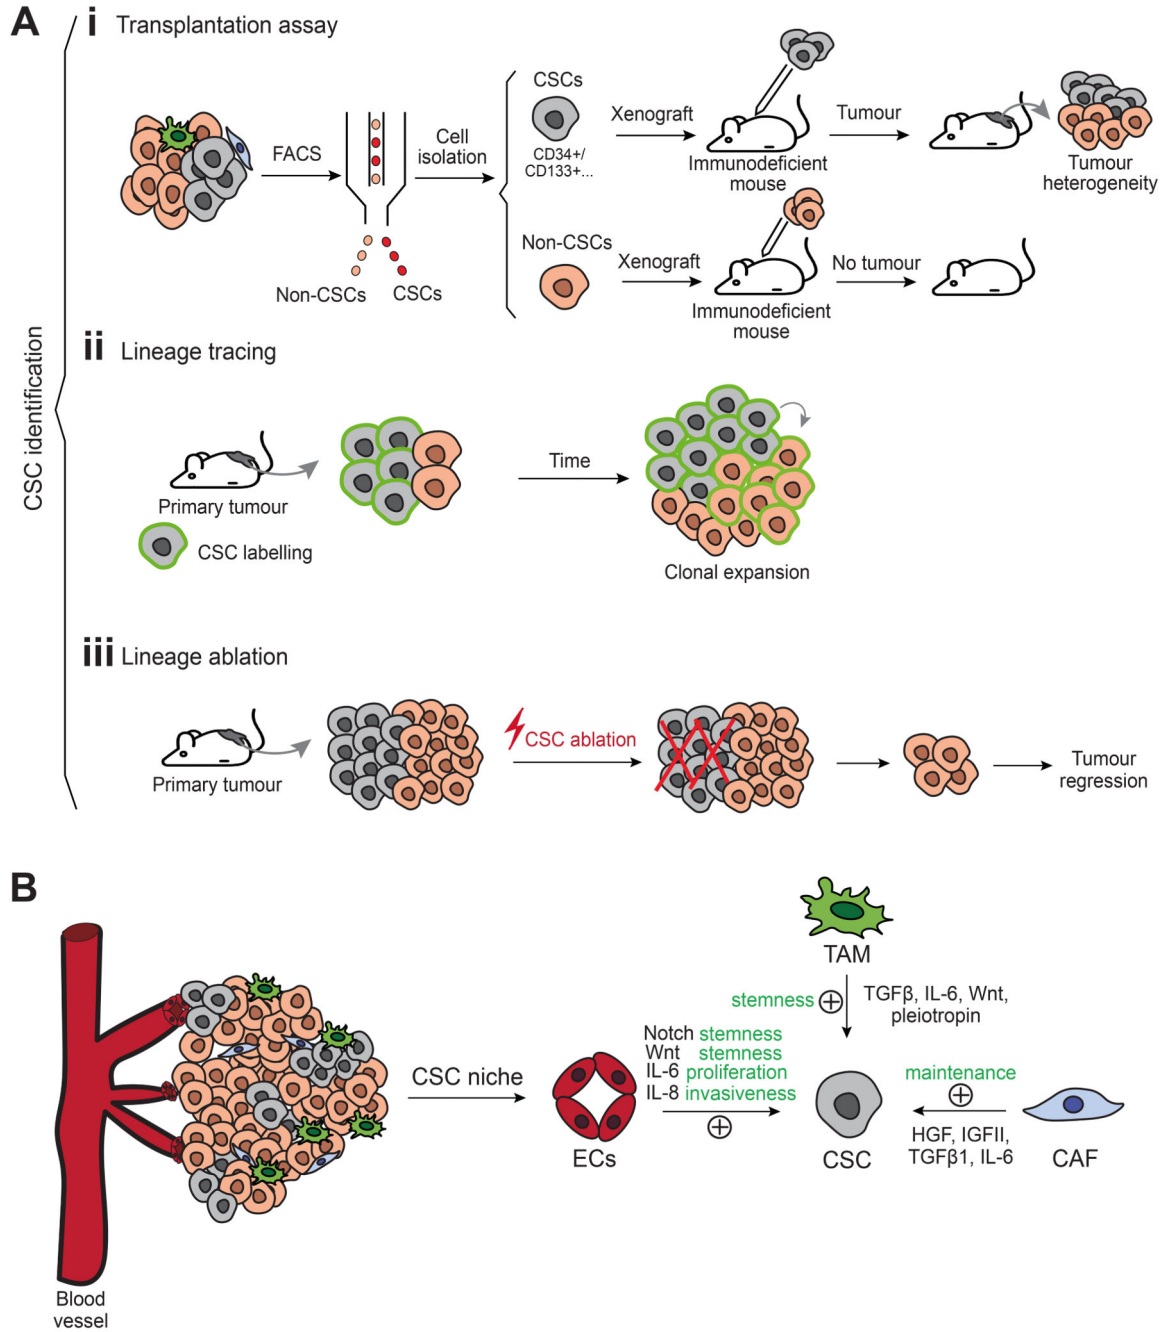 A
i Transplantation assay
FACS
Non-CSCs
CSCs
Cell
isolation
CSCs
CD34+/
CD133+...
Xenograft
Immunodeficient
mouse
Tumour
Tumour
heterogeneity
Non-CSCs
Xenograft
Immunodeficient
mouse
No tumour
CSC identification
ii Lineage tracing
Primary tumour
CSC labelling
Time
Clonal expansion
iii Lineage ablation
Primary tumour
CSC ablation
Tumour
regression
B
Blood
vessel
CSC niche
ECs
Notch stemness
Wnt stemness
IL-6 proliferation
IL-8 invasiveness
TAM
stemness
TGFβ, IL-6, Wnt,
pleiotropin
CSC
maintenance
HGF, IGFII,
TGFβ1, IL-6
CAF